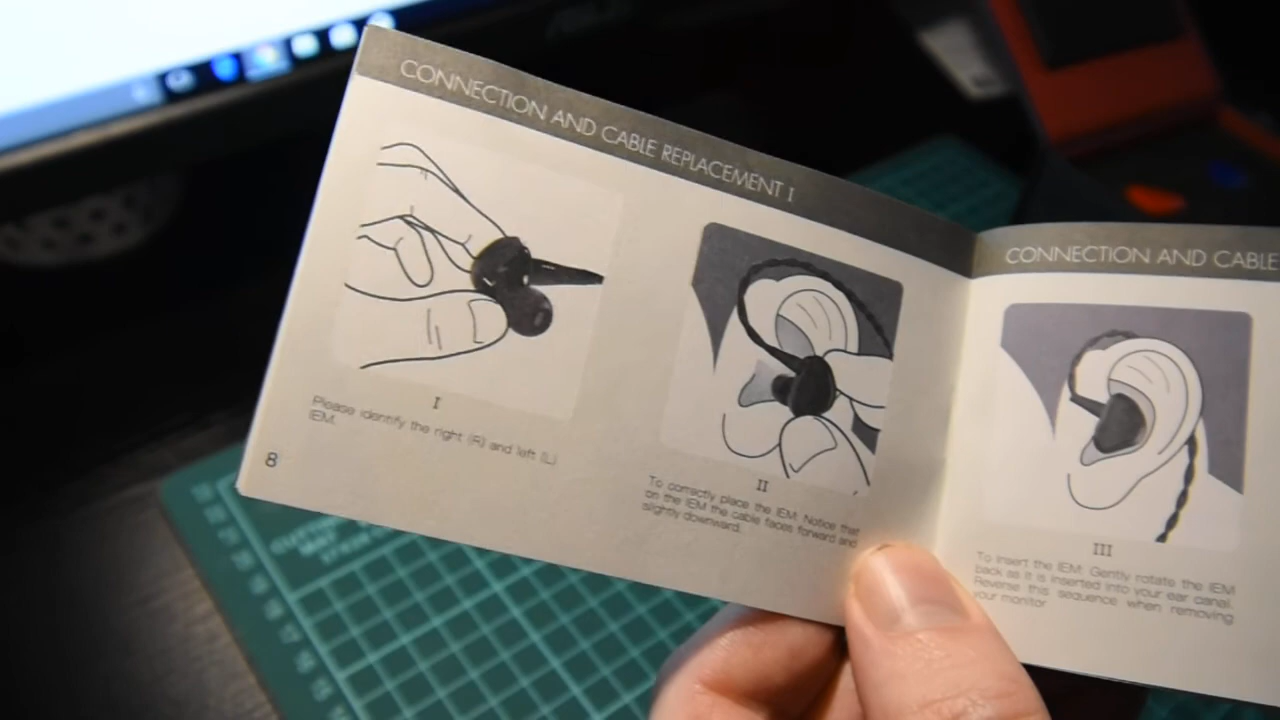 CONNECTION AND CABLE REPLACEMENT I
I
Please identify the right (R) and left (L)
IEM.
8
II
To correctly place the IEM: Notice that
on the IEM the cable faces forward and
slightly downward.
CONNECTION AND CABLE
III
To insert the IEM: Gently rotate the IEM
back as it is inserted into your ear canal.
Reverse this sequence when removing
your monitor